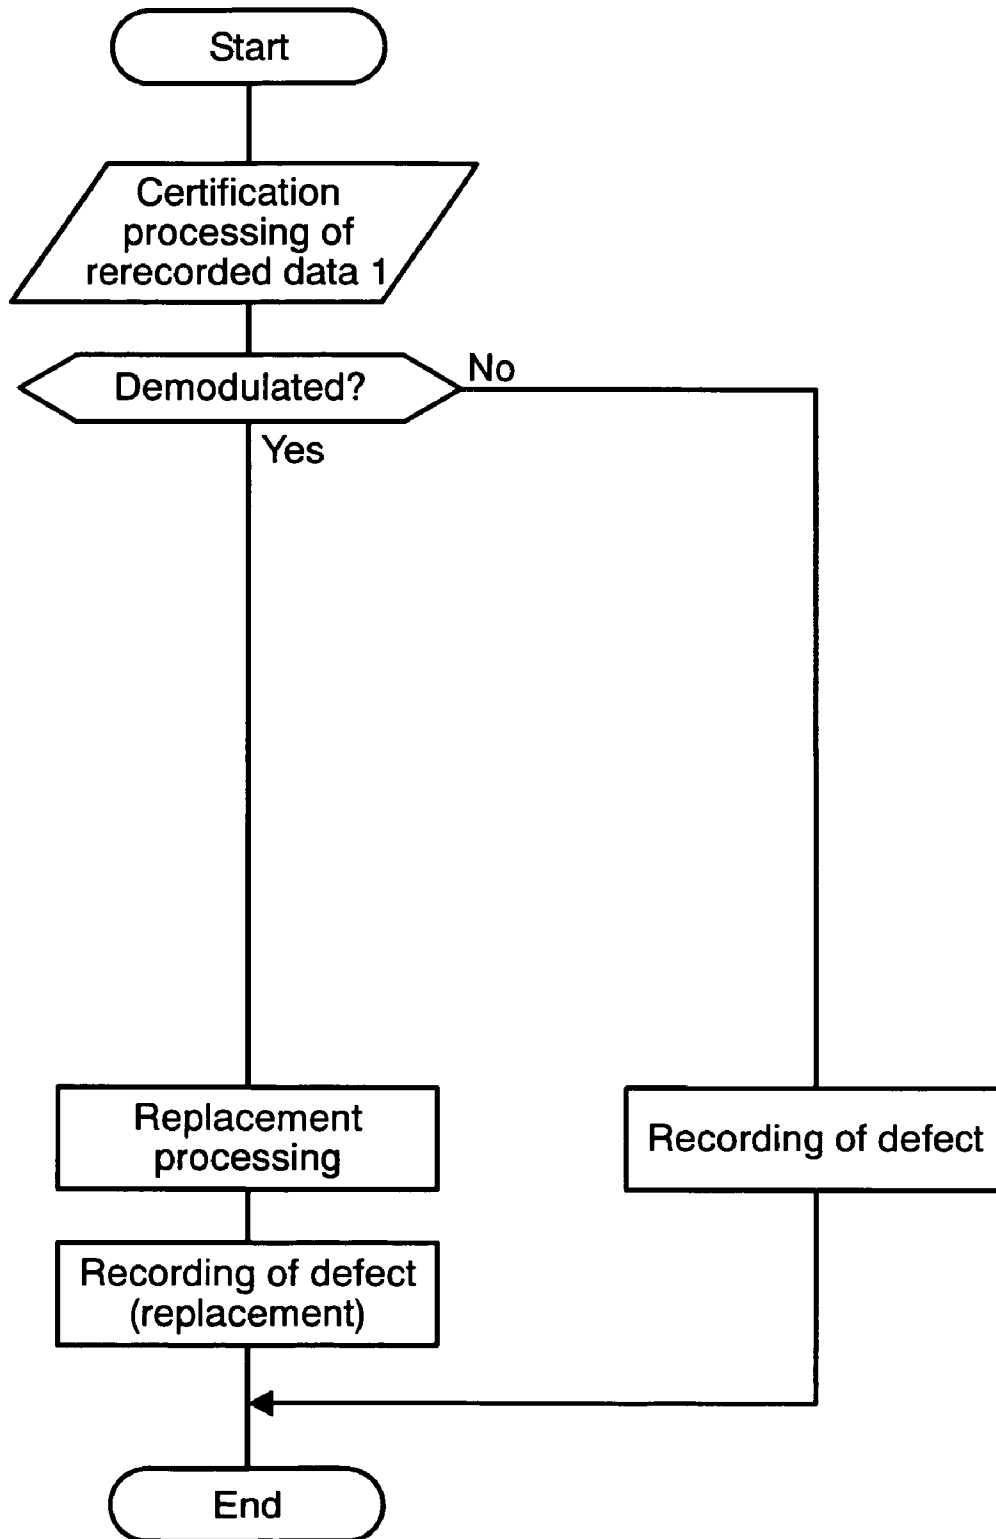 Start
Certification
processing of
rerecorded data 1
Demodulated?
No
Yes
Replacement
processing
Recording of defect
Recording of defect
(replacement)
End